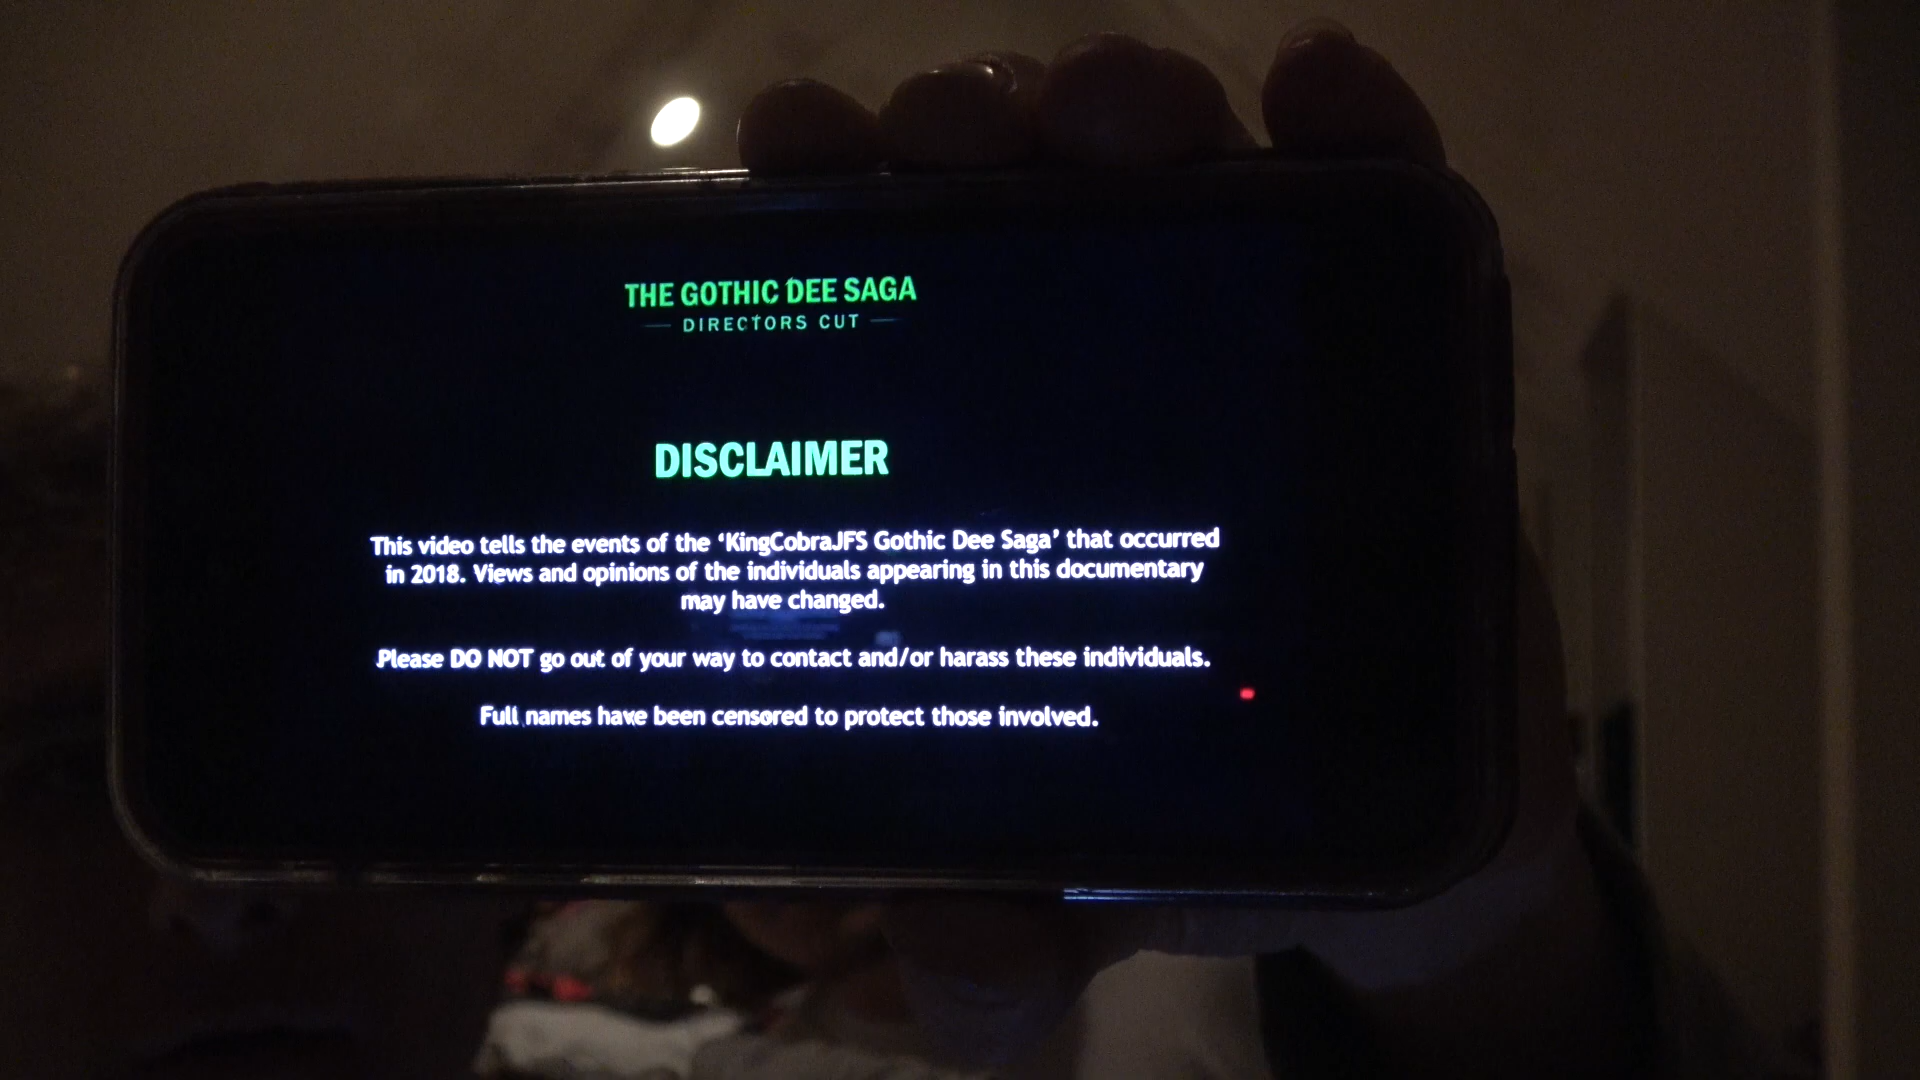 THE GOTHIC DEE SAGA
DIRECTORS CUT
DISCLAIMER
This video tells the events of the ‘KingCobraJFS Gothic Dee Saga’ that occurred
in 2018. Views and opinions of the individuals appearing in this documentary
may have changed.
Please DO NOT go out of your way to contact and/or harass these individuals.
Full names have been censored to protect those involved.